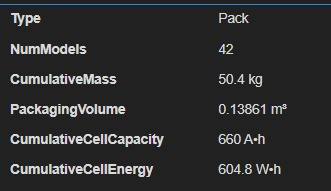 Type Pack
NumModels 42
CumulativeMass 50.4 kg
PackagingVolume 0.13861 m³
CumulativeCellCapacity 660 A•h
CumulativeCellEnergy 604.8 W•h